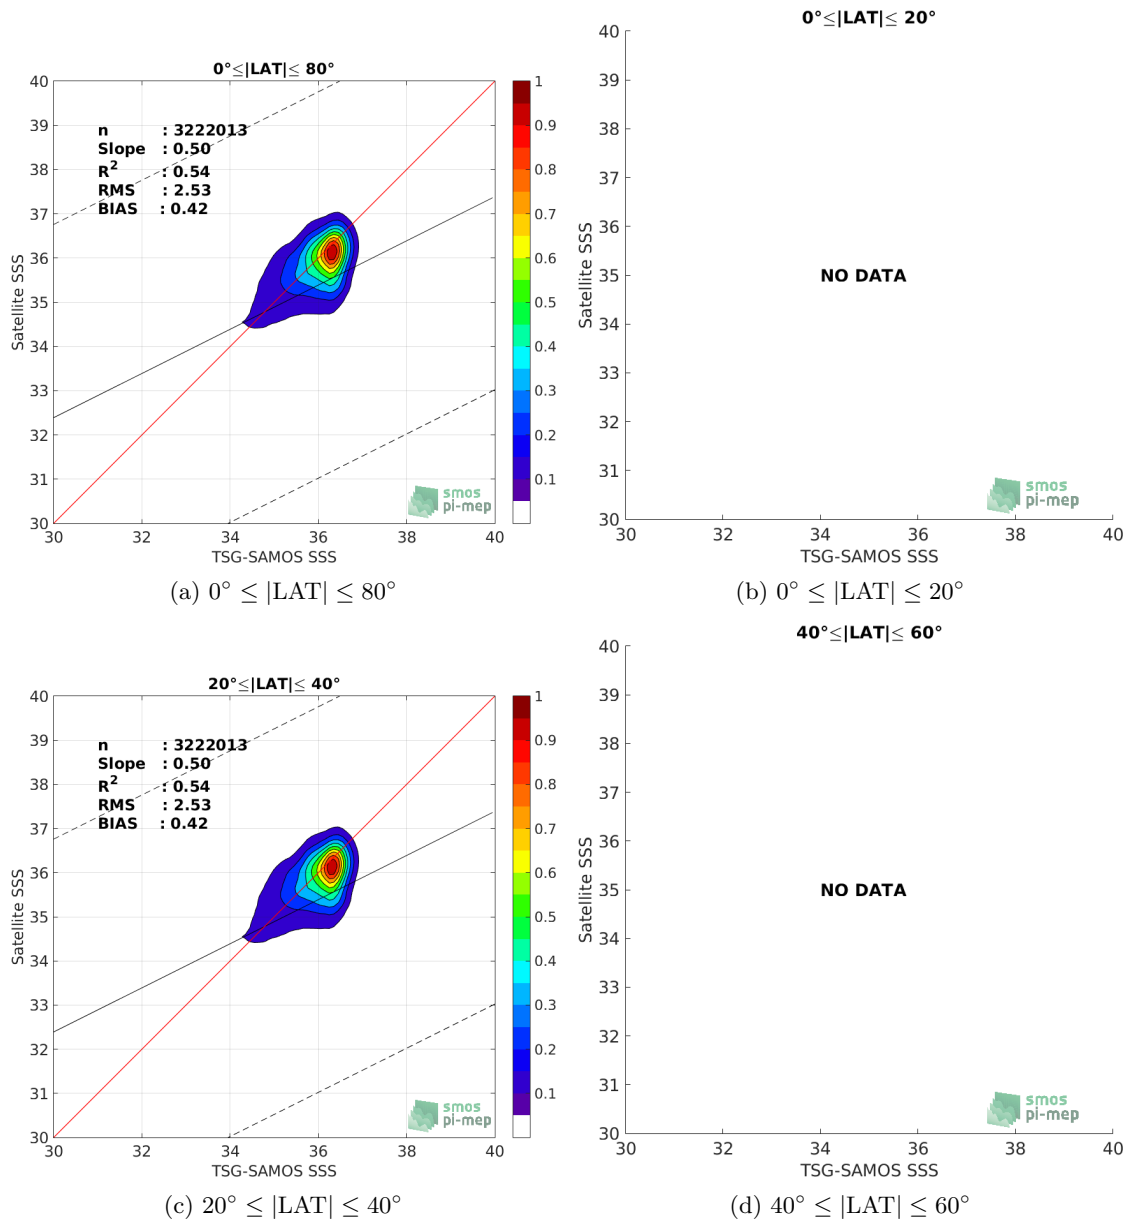 0°≤|LAT|≤ 80°
40
39
38
37
36
35
34
33
32
31
30
Satellite SSS
n : 3222013
Slope : 0.50
R² : 0.54
RMS : 2.53
BIAS : 0.42
smos
pi-mep
30 32 34 36 38 40
TSG-SAMOS SSS
1
0.9
0.8
0.7
0.6
0.5
0.4
0.3
0.2
0.1
(a) 0° ≤ |LAT| ≤ 80°
0°≤|LAT|≤ 20°
40
39
38
37
36
35
34
33
32
31
30
Satellite SSS
NO DATA
smos
pi-mep
30 32 34 36 38 40
TSG-SAMOS SSS
(b) 0° ≤ |LAT| ≤ 20°
20°≤|LAT|≤ 40°
40
39
38
37
36
35
34
33
32
31
30
Satellite SSS
n : 3222013
Slope : 0.50
R² : 0.54
RMS : 2.53
BIAS : 0.42
smos
pi-mep
30 32 34 36 38 40
TSG-SAMOS SSS
1
0.9
0.8
0.7
0.6
0.5
0.4
0.3
0.2
0.1
(c) 20° ≤ |LAT| ≤ 40°
40°≤|LAT|≤ 60°
40
39
38
37
36
35
34
33
32
31
30
Satellite SSS
NO DATA
smos
pi-mep
30 32 34 36 38 40
TSG-SAMOS SSS
(d) 40° ≤ |LAT| ≤ 60°